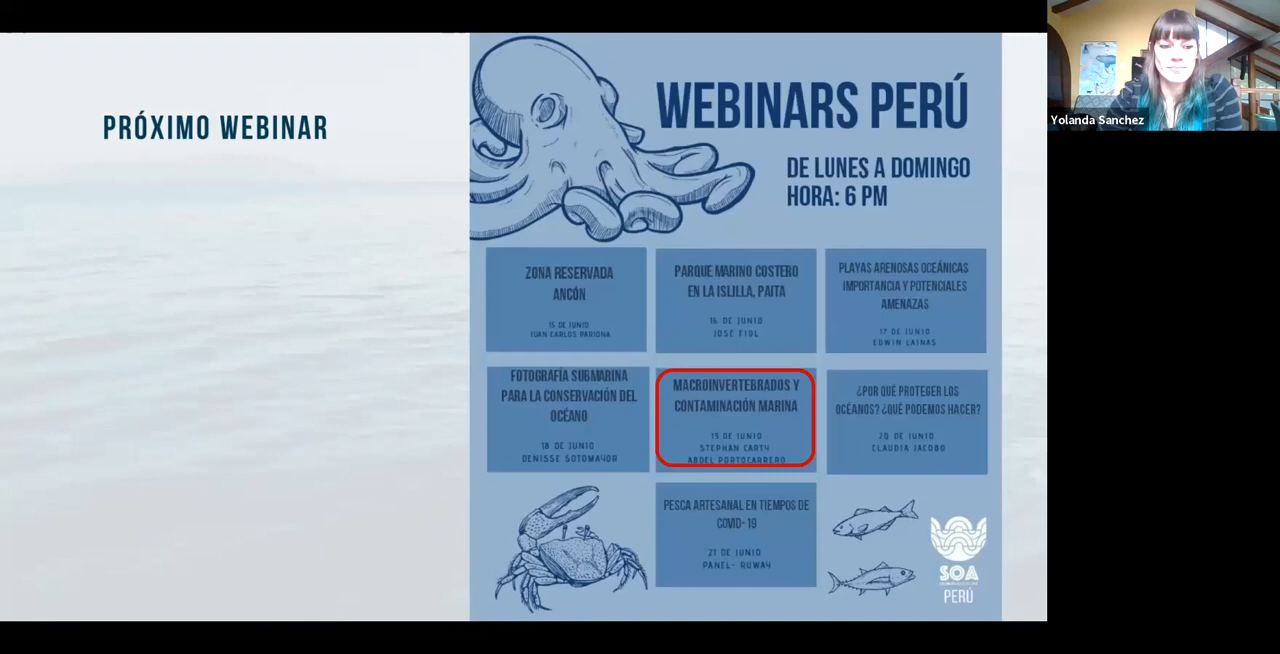 PRÓXIMO WEBINAR
WEBINARS PERÚ
DE LUNES A DOMINGO
HORA: 6 PM
ZONA RESERVADA
ANCÓN
15 DE JUNIO
JUAN CARLOS PARIONA
PARQUE MARINO COSTERO
EN LA ISLILLA, PAITA
16 DE JUNIO
JOSÉ FIOL
PLAYAS ARENOSAS OCEÁNICAS
IMPORTANCIA Y POTENCIALES
AMENAZAS
17 DE JUNIO
EDWIN LAINAS
FOTOGRAFÍA SUBMARINA
PARA LA CONSERVACIÓN DEL
OCÉANO
18 DE JUNIO
DENISSE SOTOMAYOR
MACROINVERTEBRADOS Y
CONTAMINACIÓN MARINA
19 DE JUNIO
STEPHAN CARTY
ABDEL PORTOCARRERO
¿POR QUÉ PROTEGER LOS
OCÉANOS? ¿QUÉ PODEMOS HACER?
20 DE JUNIO
CLAUDIA JACOBO
PESCA ARTESANAL EN TIEMPOS DE
COVID- 19
21 DE JUNIO
PANEL- RUWAY
SOA
PERÚ
Yolanda Sanchez